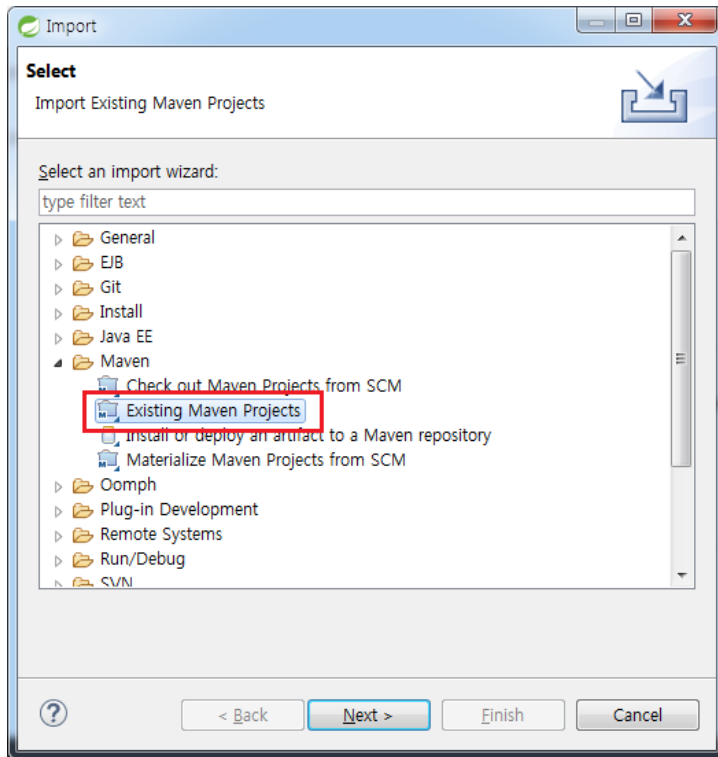 Import
Select
Import Existing Maven Projects
Select an import wizard:
type filter text
General
EJB
Git
Install
Java EE
Maven
Check out Maven Projects from SCM
Existing Maven Projects
Install or deploy an artifact to a Maven repository
Materialize Maven Projects from SCM
Oomph
Plug-in Development
Remote Systems
Run/Debug
SVN
< Back
Next >
Finish
Cancel